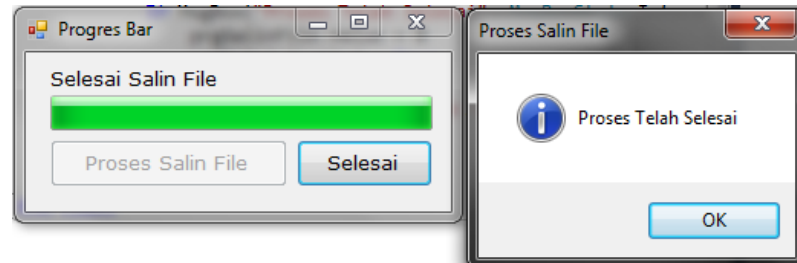 Progres Bar
Selesai Salin File
Proses Salin File
Selesai
Proses Salin File
Proses Telah Selesai
OK